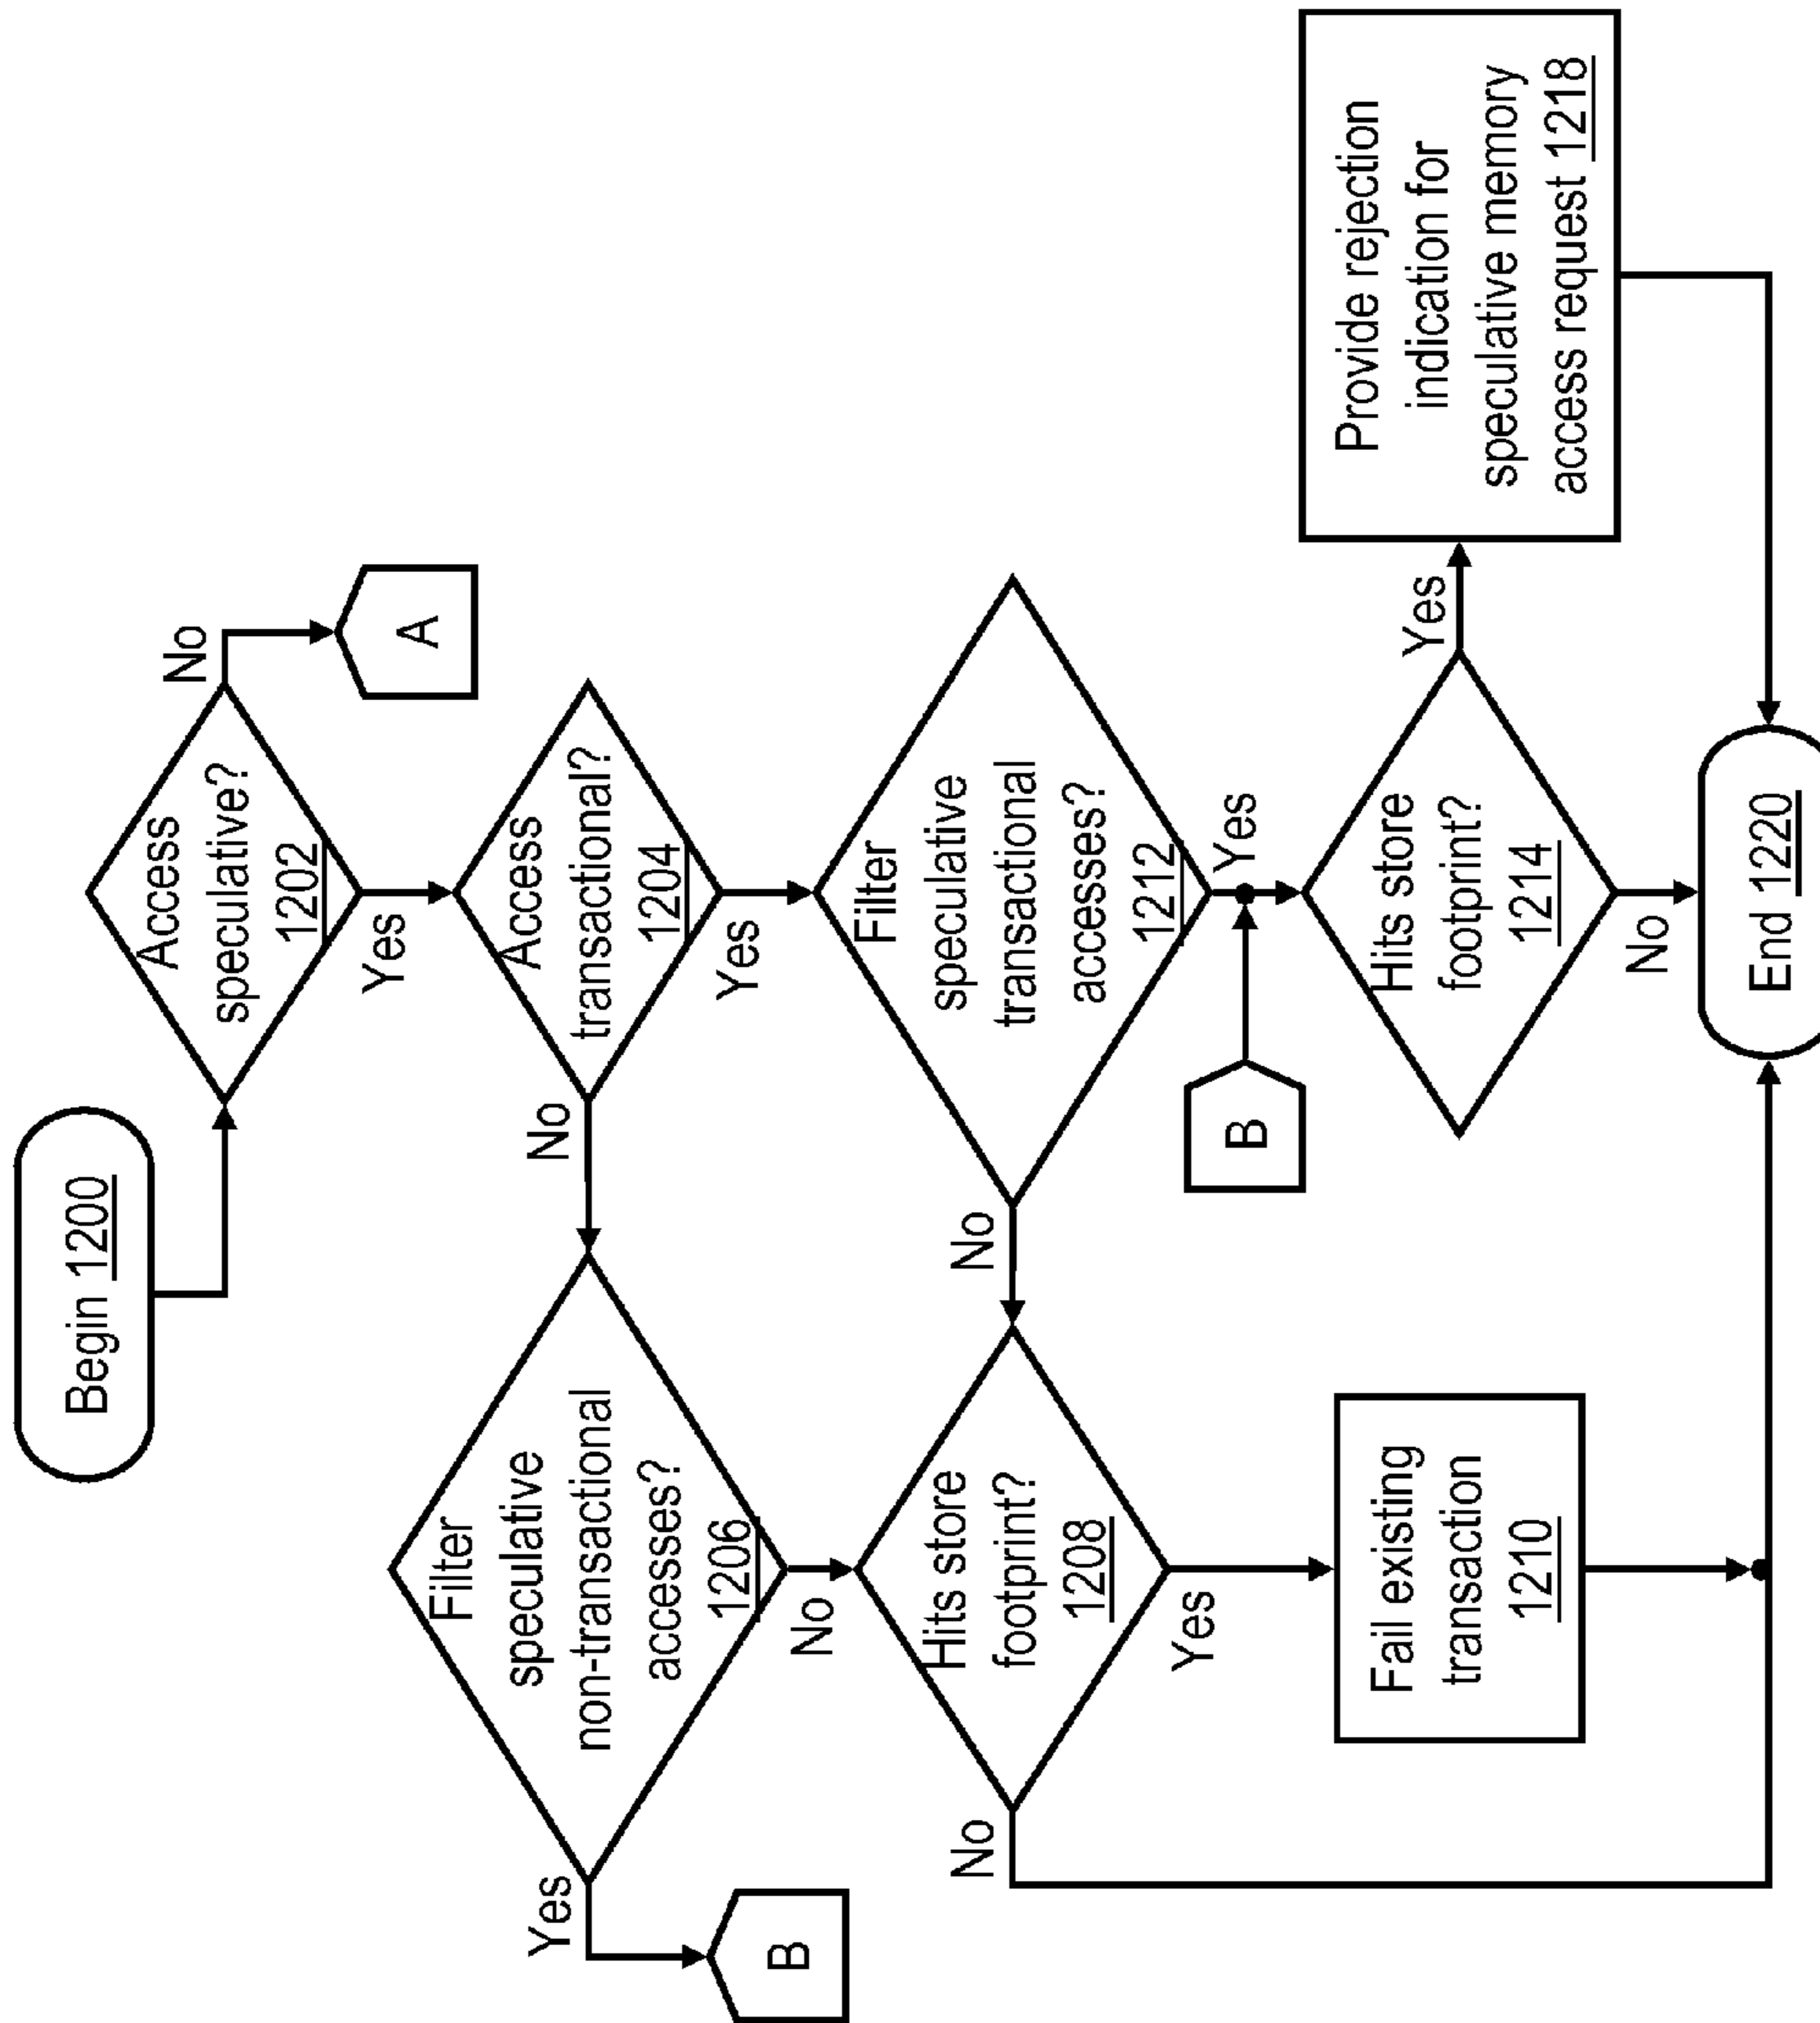 Begin 1200
Access
speculative?
1202
No
A
Yes
Access
transactional?
1204
No
Yes
Filter
speculative
non-transactional
accesses?
1206
Yes
B
No
Filter
speculative
transactional
accesses?
1212
No
Yes
B
Hits store
footprint?
1208
No
Yes
Hits store
footprint?
1214
Yes
No
Fail existing
transaction
1210
Provide rejection
indication for
speculative memory
access request 1218
End 1220